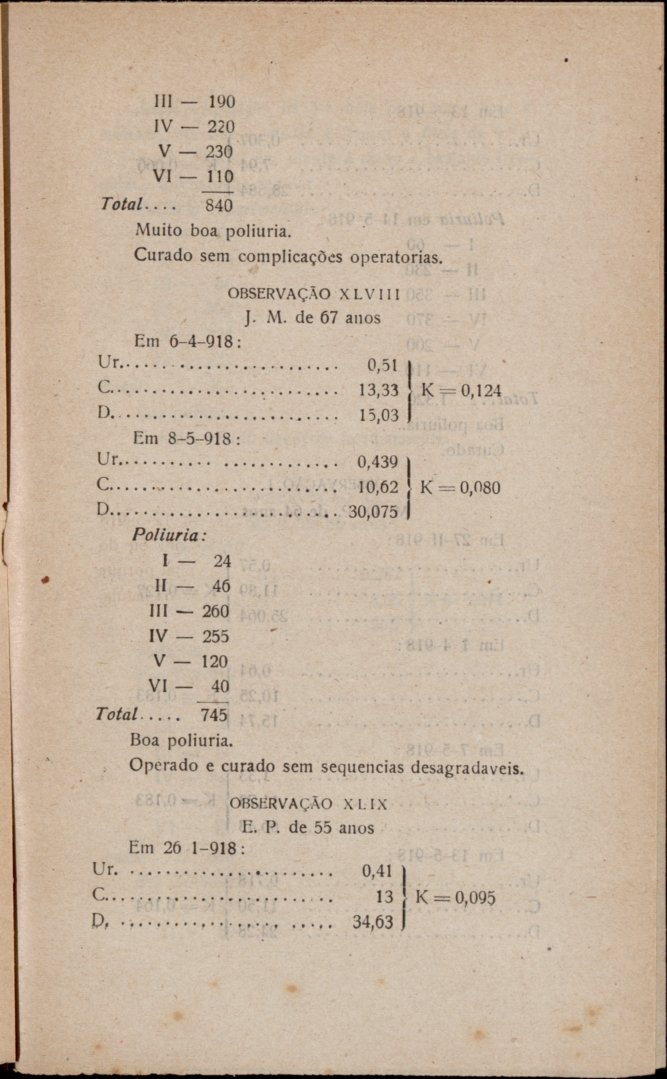 III — 190
IV — 220
V — 230
VI — 110
Total.... 840
Muito boa poliuria.
Curado sem complicações operatorias.
OBSERVAÇÃO XLVIII
J. M. de 67 anos
Em 6-4-918:
Ur.......................... 0,51
C........................... 13,33 K = 0,124
D........................... 15,03
Em 8-5-918:
Ur.......... ............. 0,439
C........................... 10,62 K = 0,080
D........................... 30,075
Poliuria:
I — 24
II — 46
III — 260
IV — 255
V — 120
VI — 40
Total..... 745
Boa poliuria.
Operado e curado sem sequencias desagradaveis.
OBSERVAÇÃO XLIX
E. P. de 55 anos
Em 26 1-918:
Ur. ....................... 0,41
C.......................... 13 K = 0,095
D, ................. ..... 34,63